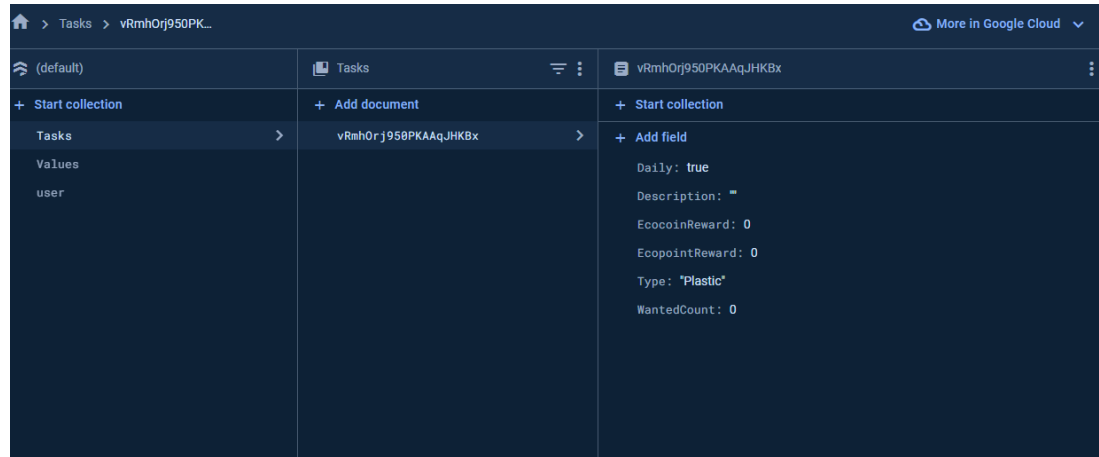 Tasks > vRmhOrj950PK...
More in Google Cloud
(default)
Tasks
vRmhOrj950PKAAqJHKBx
+ Start collection
+ Add document
+ Start collection
Tasks
vRmhOrj950PKAAqJHKBx
+ Add field
Values
user
Daily: true
Description: ""
EcocoinReward: 0
EcopointReward: 0
Type: "Plastic"
WantedCount: 0